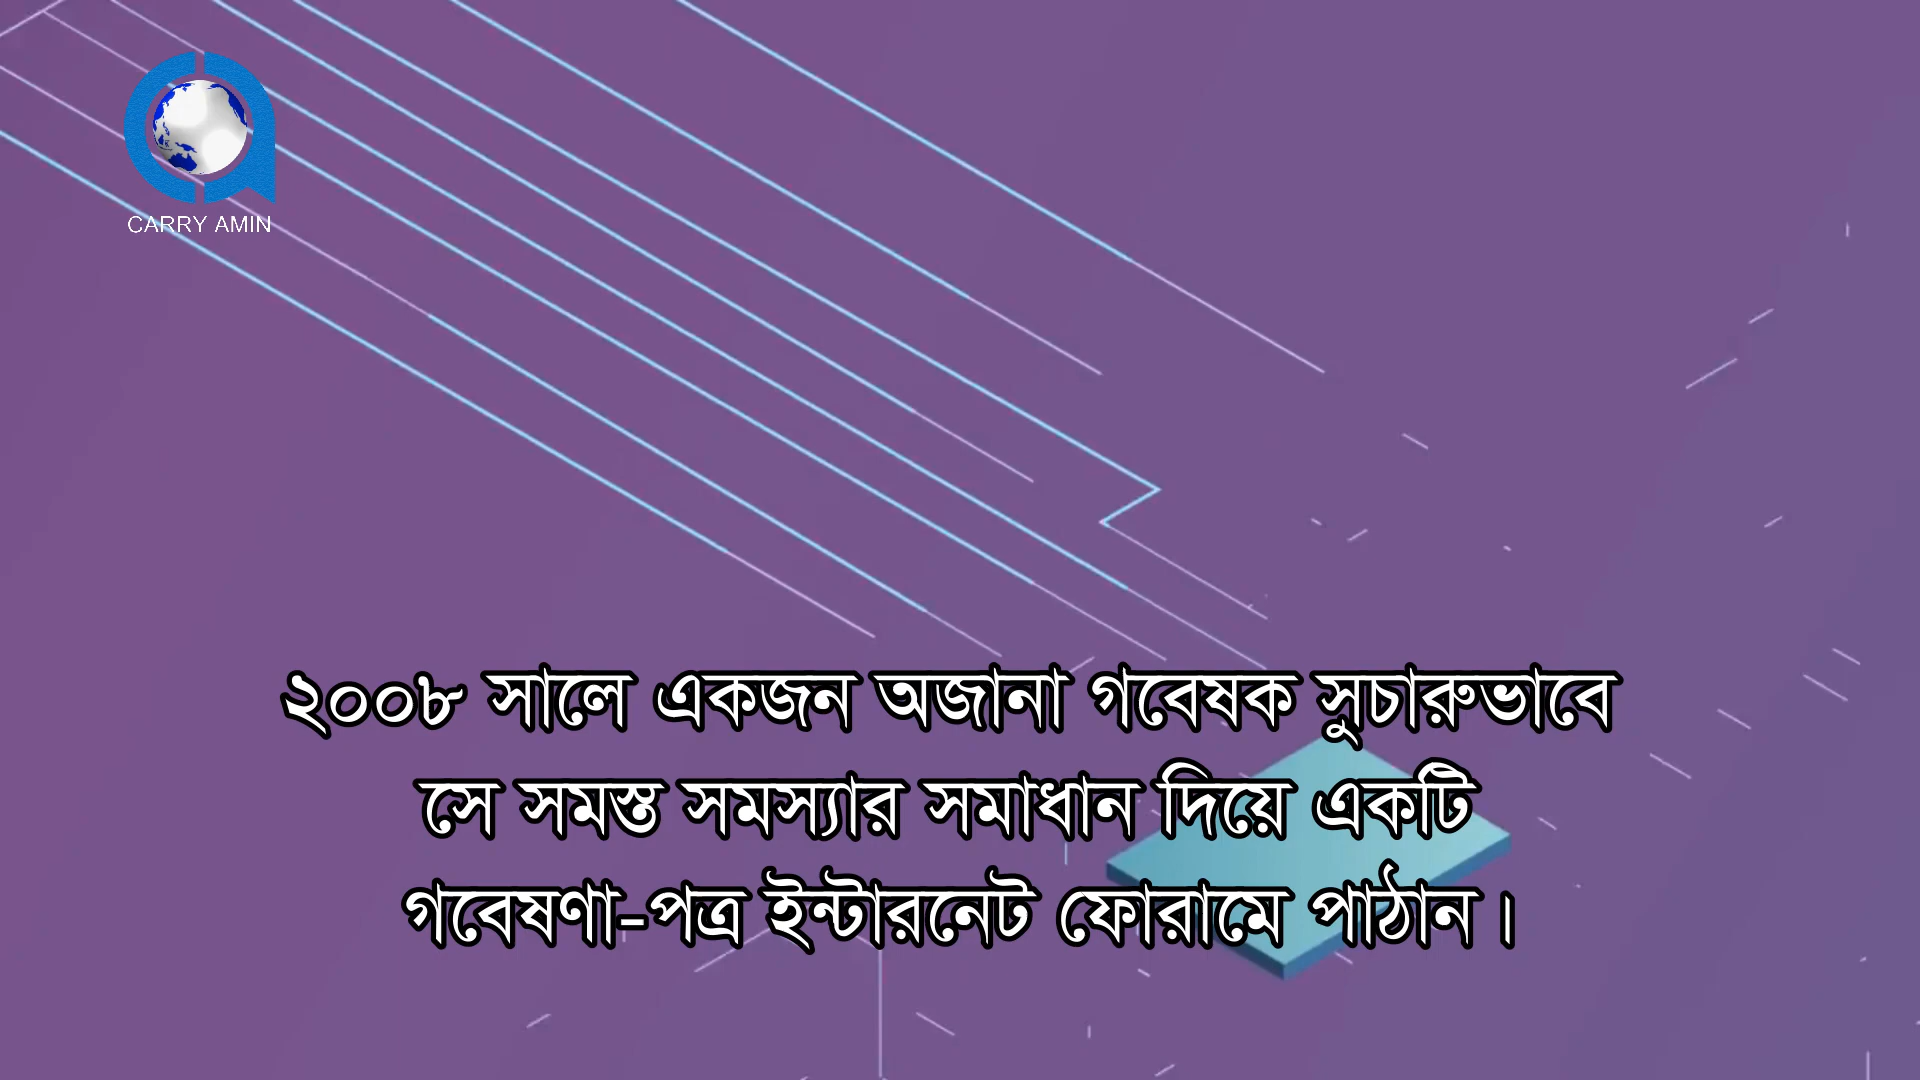 CARRY AMIN
২০০৮ সালে একজন অজানা গবেষক সুচারুভাবে
সে সমস্ত সমস্যার সমাধান দিয়ে একটি
গবেষণা-পত্র ইন্টারনেট ফোরামে পাঠান।